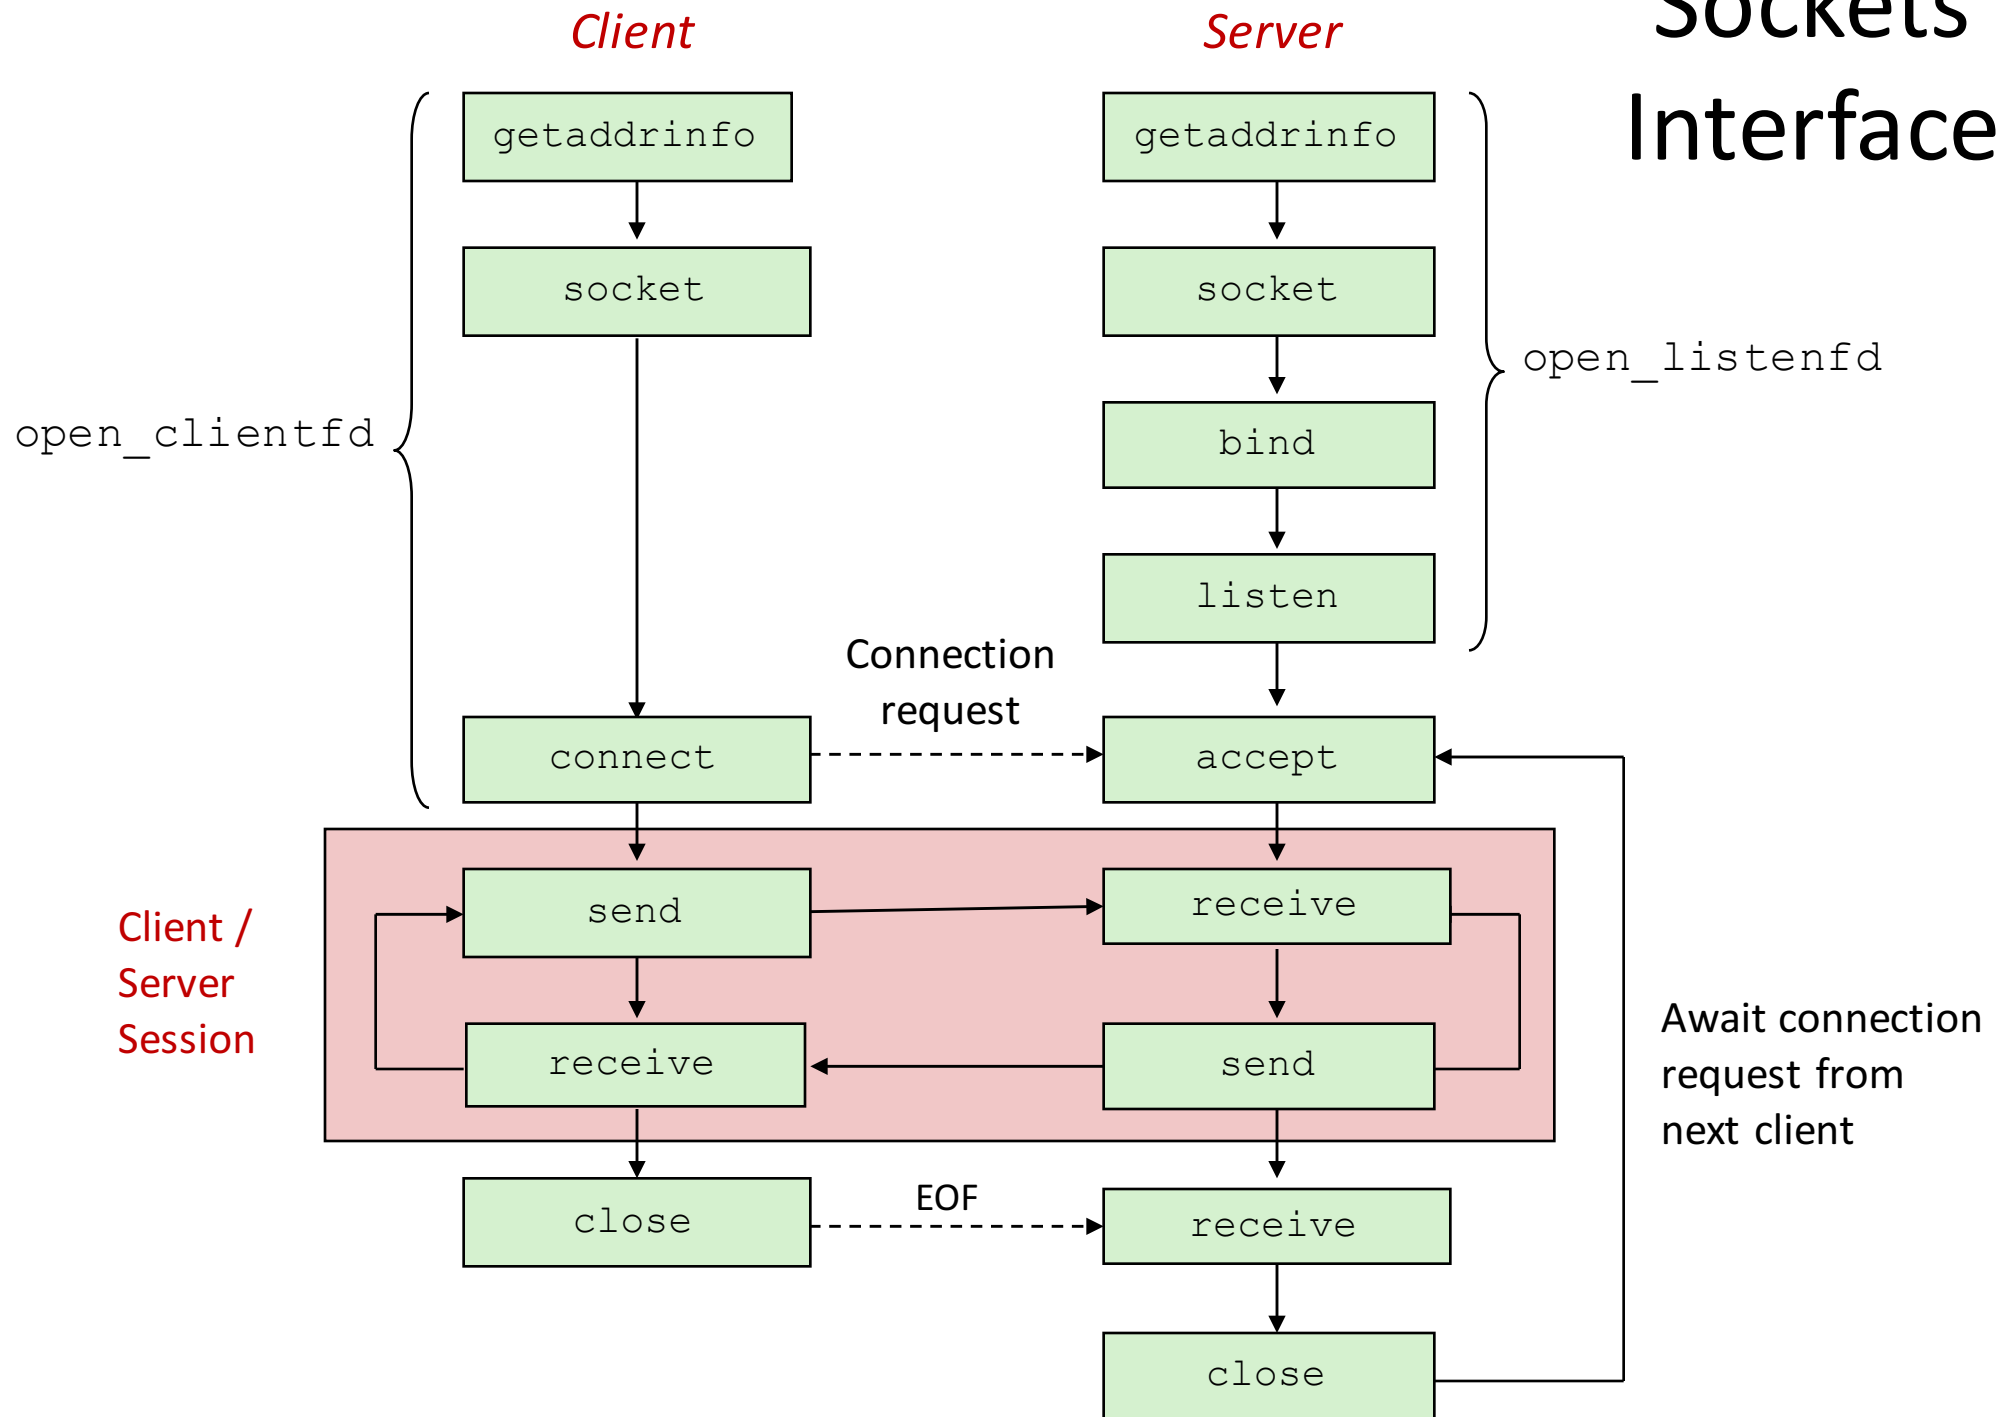 Sockets
Interface
Client
Server
getaddrinfo
getaddrinfo
socket
socket
open_listenfd
open_clientfd
bind
listen
Connection
request
connect
accept
send
receive
Client /
Server
Session
receive
send
Await connection
request from
next client
close
EOF
receive
close